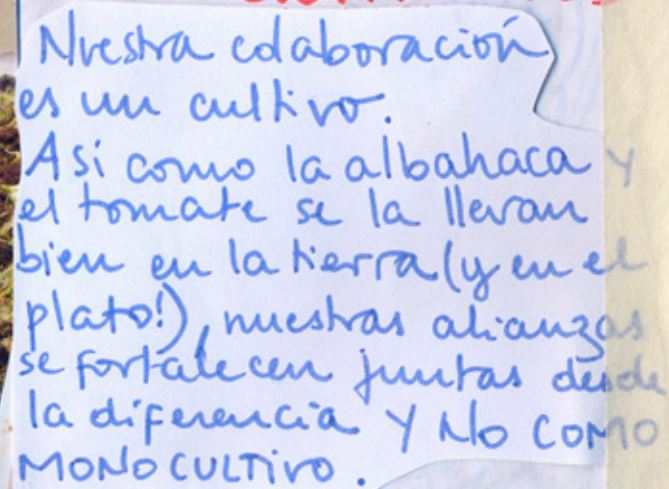 Nuestra colaboración
es un cultivo.
Así como la albahaca y
el tomate se la llevan
bien en la tierra (y en el
plato!), nuestras alianzas
se fortalecen juntas desde
la diferencia Y NO COMO
MONOCULTIVO.